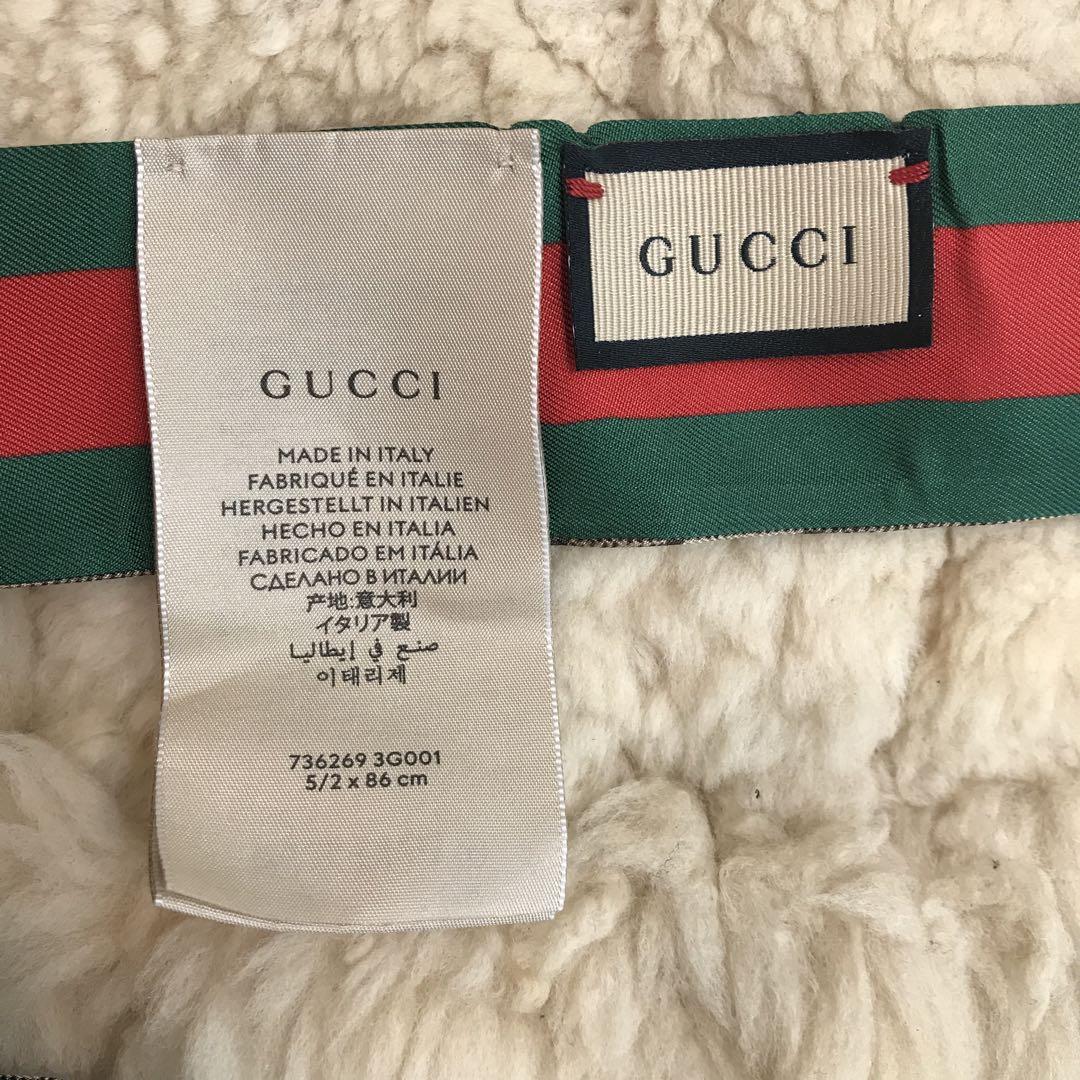 GUCCI
MADE IN ITALY
FABRIQUÉ EN ITALIE
HERGESTELLT IN ITALIEN
HECHO EN ITALIA
FABRICADO EM ITÁLIA
СДЕЛАНО В ИТАЛИИ
产地:意大利
イタリア製
صنع في إيطاليا
이태리제
736269 3G001
5/2 x 86 cm
GUCCI